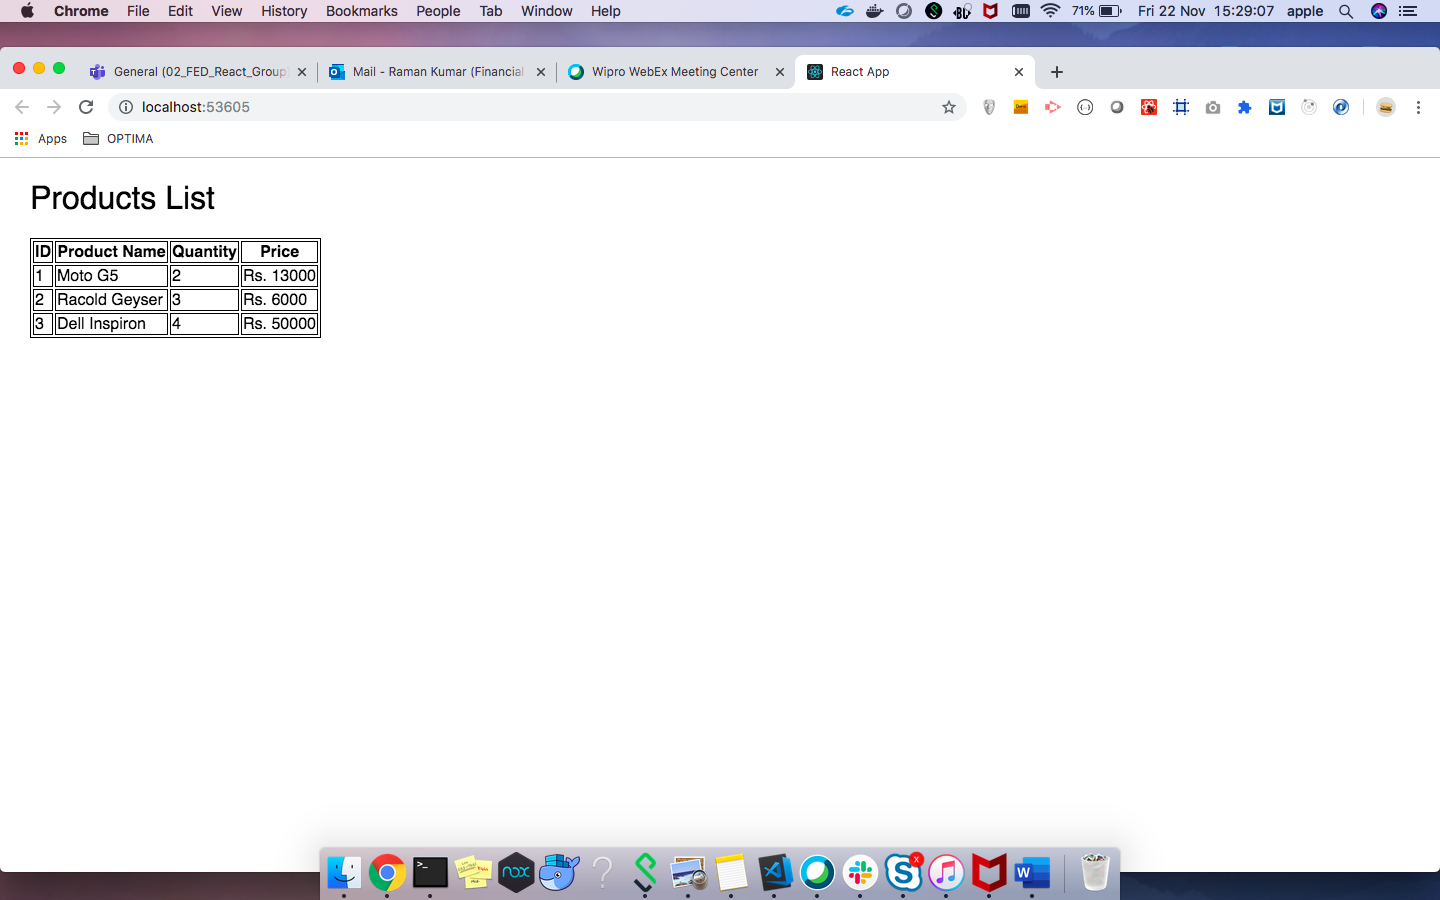 Chrome File Edit View History Bookmarks People Tab Window Help 71% Fri 22 Nov 15:29:07 apple
General (02_FED_React_Group) Mail - Raman Kumar (Financial Wipro WebEx Meeting Center React App
localhost:53605
Apps OPTIMA
Products List
ID Product Name Quantity Price
1 Moto G5 2 Rs. 13000
2 Racold Geyser 3 Rs. 6000
3 Dell Inspiron 4 Rs. 50000